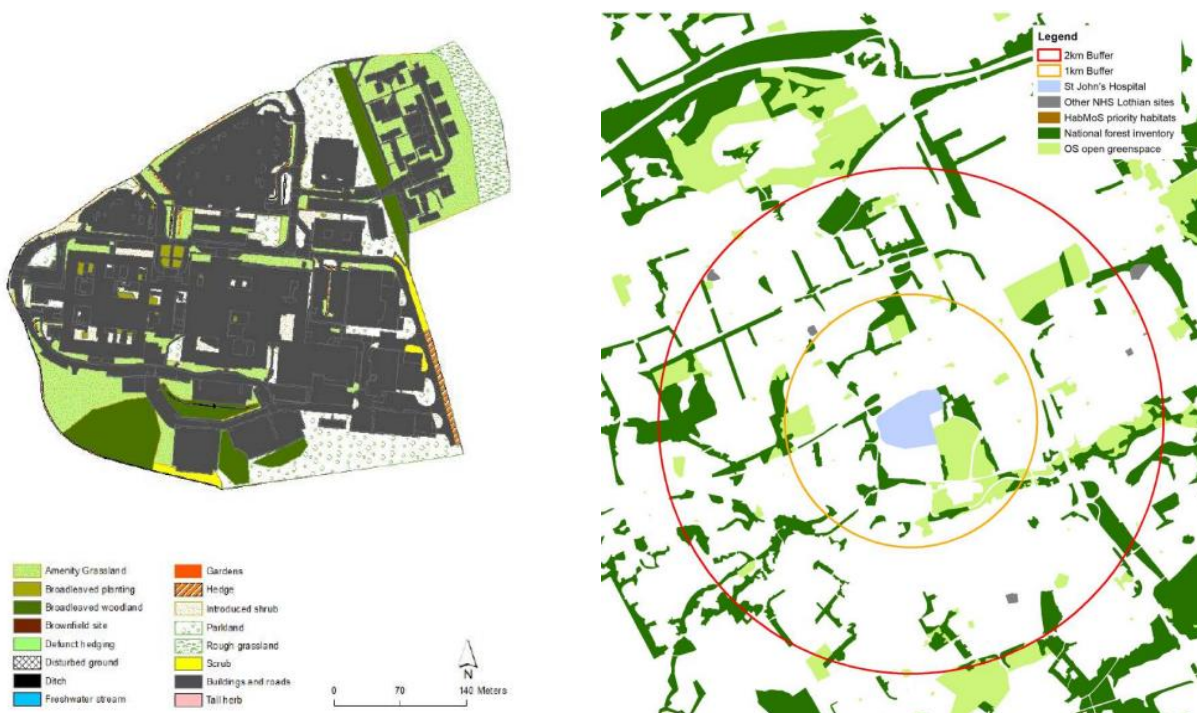 Legend
2km Buffer
1km Buffer
St John's Hospital
Other NHS Lothian sites
HabMoS priority habitats
National forest inventory
OS open greenspace
Amenity Grassland
Broadleaved planting
Broadleaved woodland
Brownfield site
Defunct hedging
Disturbed ground
Ditch
Freshwater stream
Gardens
Hedge
Introduced shrub
Parkland
Rough grassland
Scrub
Buildings and roads
Tall herb
N
0 70 140 Meters